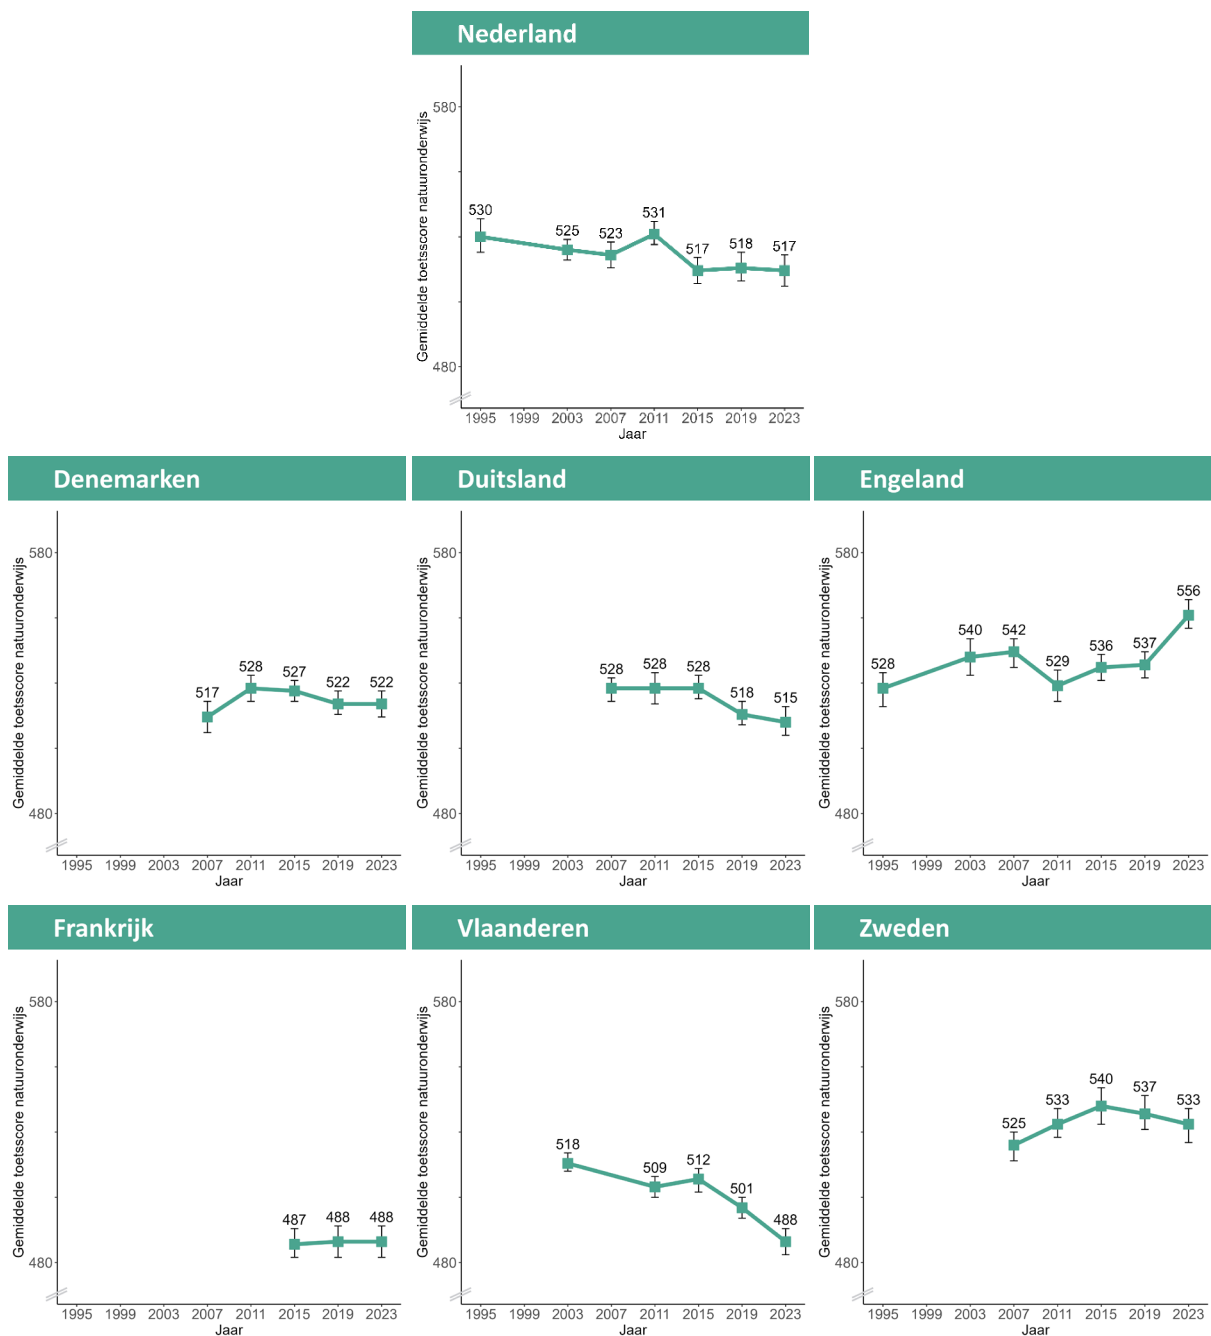 Nederland
Gemiddelde toetsscore natuuronderwijs
580
480
530
525
523
531
517
518
517
1995 1999 2003 2007 2011 2015 2019 2023
Jaar
Denemarken
Gemiddelde toetsscore natuuronderwijs
580
480
517
528
527
522
522
1995 1999 2003 2007 2011 2015 2019 2023
Jaar
Duitsland
Gemiddelde toetsscore natuuronderwijs
580
480
528
528
528
518
515
1995 1999 2003 2007 2011 2015 2019 2023
Jaar
Engeland
Gemiddelde toetsscore natuuronderwijs
580
480
528
540
542
529
536
537
556
1995 1999 2003 2007 2011 2015 2019 2023
Jaar
Frankrijk
Gemiddelde toetsscore natuuronderwijs
580
480
487
488
488
1995 1999 2003 2007 2011 2015 2019 2023
Jaar
Vlaanderen
Gemiddelde toetsscore natuuronderwijs
580
480
518
509
512
501
488
1995 1999 2003 2007 2011 2015 2019 2023
Jaar
Zweden
Gemiddelde toetsscore natuuronderwijs
580
480
525
533
540
537
533
1995 1999 2003 2007 2011 2015 2019 2023
Jaar